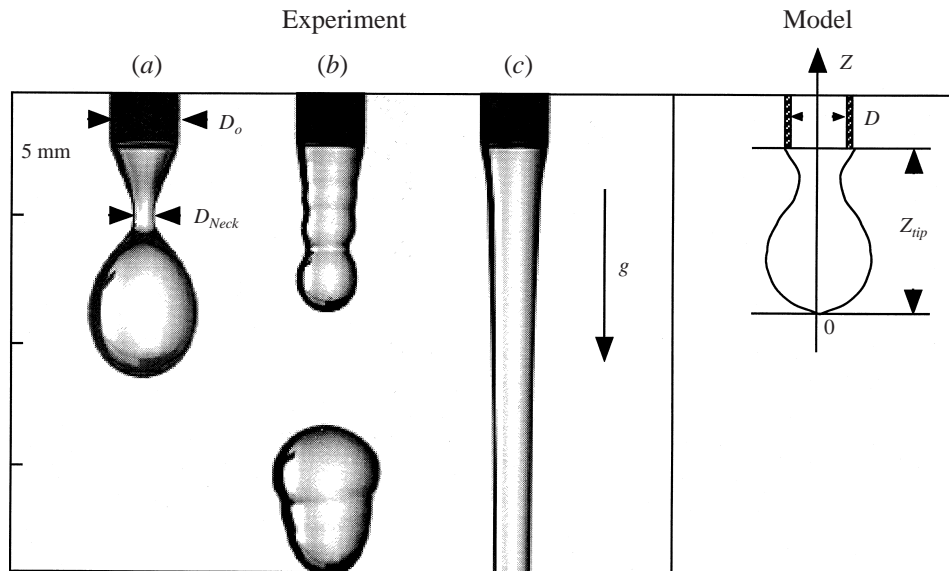 Experiment
Model
(a)
(b)
(c)
Z
D_o
D
5 mm
D_Neck
Z_tip
g
0